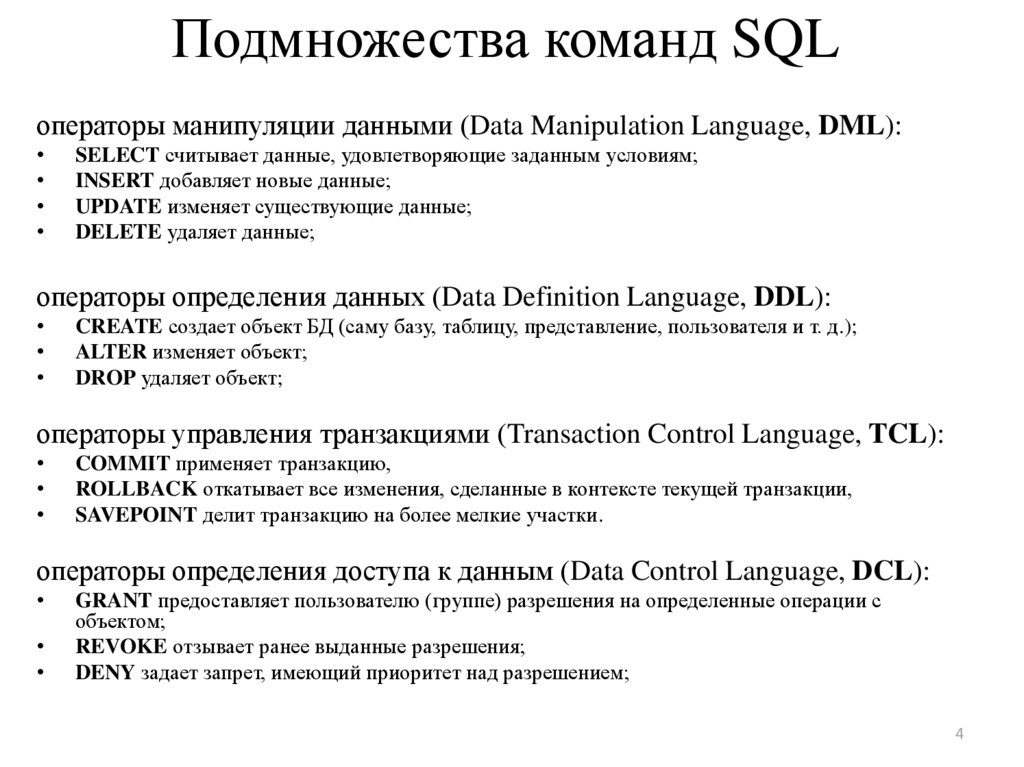 Подмножества команд SQL
операторы манипуляции данными (Data Manipulation Language, DML):
• SELECT считывает данные, удовлетворяющие заданным условиям;
• INSERT добавляет новые данные;
• UPDATE изменяет существующие данные;
• DELETE удаляет данные;
операторы определения данных (Data Definition Language, DDL):
• CREATE создает объект БД (саму базу, таблицу, представление, пользователя и т. д.);
• ALTER изменяет объект;
• DROP удаляет объект;
операторы управления транзакциями (Transaction Control Language, TCL):
• COMMIT применяет транзакцию,
• ROLLBACK откатывает все изменения, сделанные в контексте текущей транзакции,
• SAVEPOINT делит транзакцию на более мелкие участки.
операторы определения доступа к данным (Data Control Language, DCL):
• GRANT предоставляет пользователю (группе) разрешения на определенные операции с
объектом;
• REVOKE отзывает ранее выданные разрешения;
• DENY задает запрет, имеющий приоритет над разрешением;
4